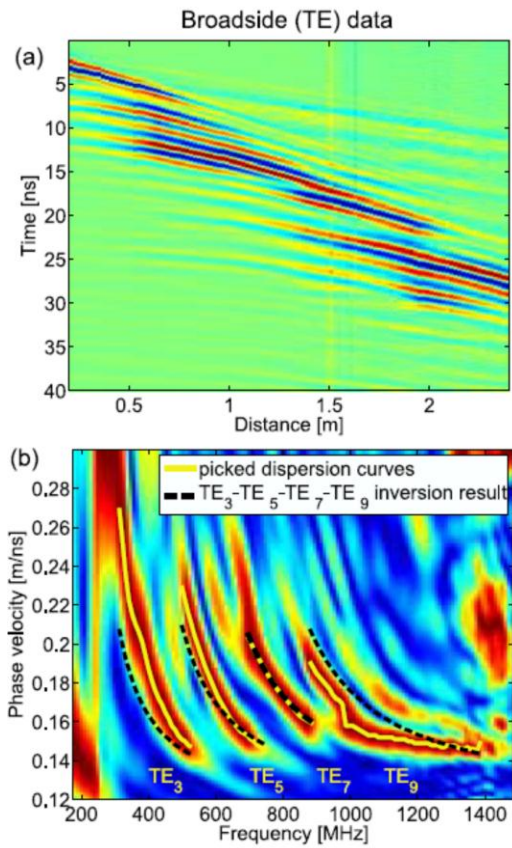 Broadside (TE) data
(a)
5
10
15
20
25
30
35
40
Time [ns]
0.5 1 1.5 2
Distance [m]
(b)
picked dispersion curves
TE3-TE5-TE7-TE9 inversion result
0.28
0.26
0.24
0.22
0.2
0.18
0.16
0.14
0.12
Phase velocity [m/ns]
TE3 TE5 TE7 TE9
200 400 600 800 1000 1200 1400
Frequency [MHz]